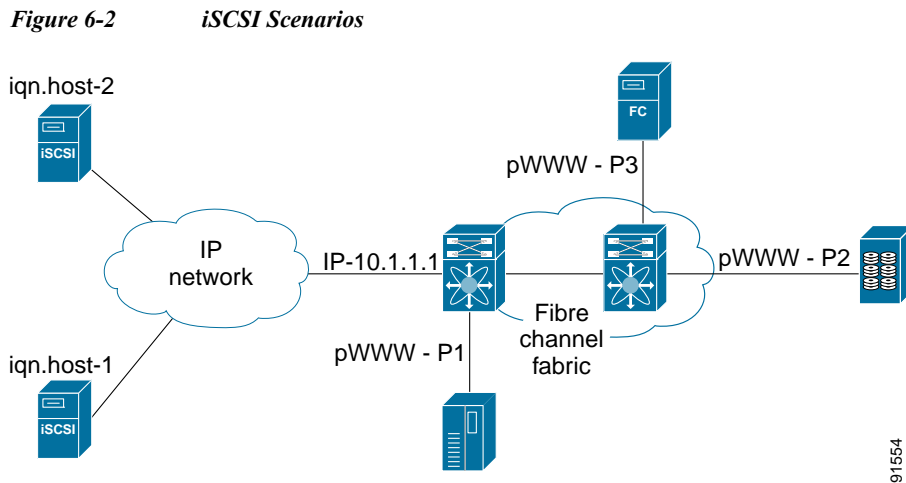 Figure 6-2 iSCSI Scenarios
iqn.host-2
iSCSI
FC
pWWW - P3
IP
network
IP-10.1.1.1
pWWW - P2
Fibre
channel
fabric
pWWW - P1
iqn.host-1
iSCSI
91554